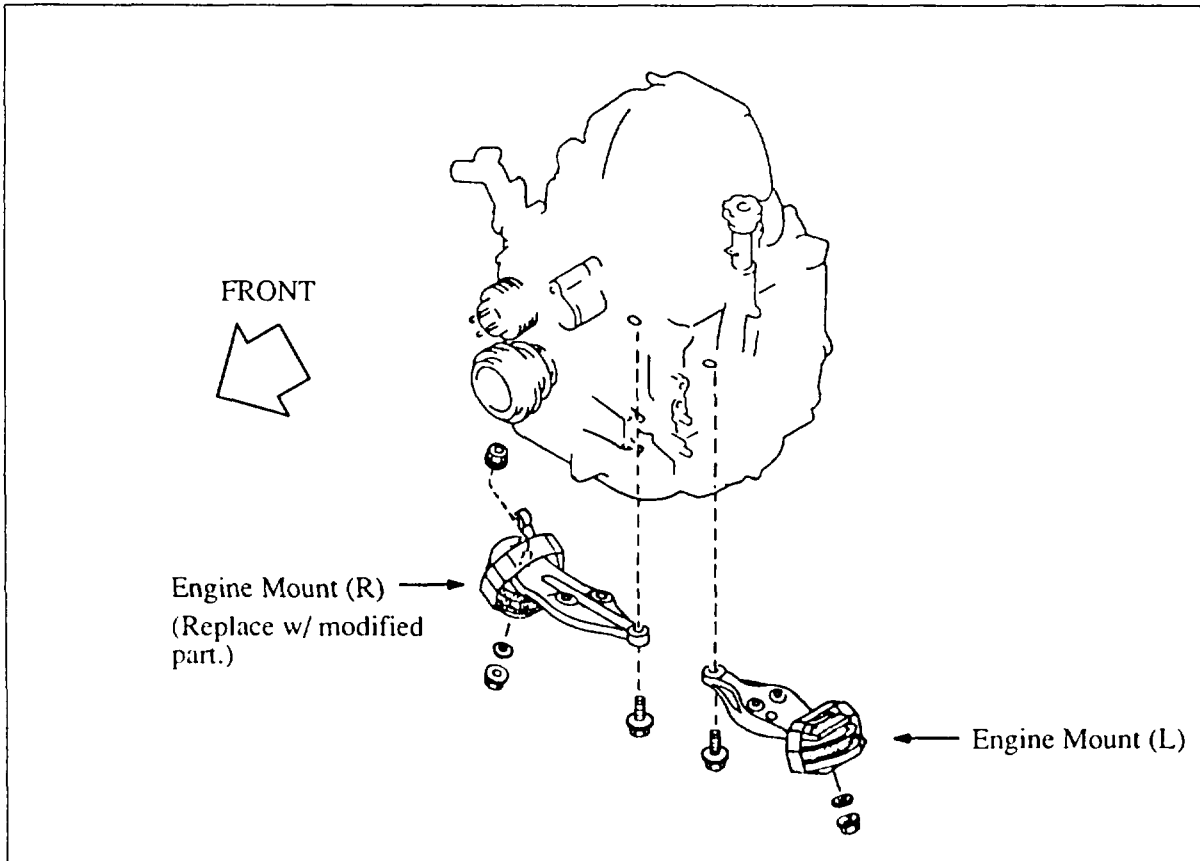 FRONT
Engine Mount (R)
(Replace w/ modified
part.)
Engine Mount (L)